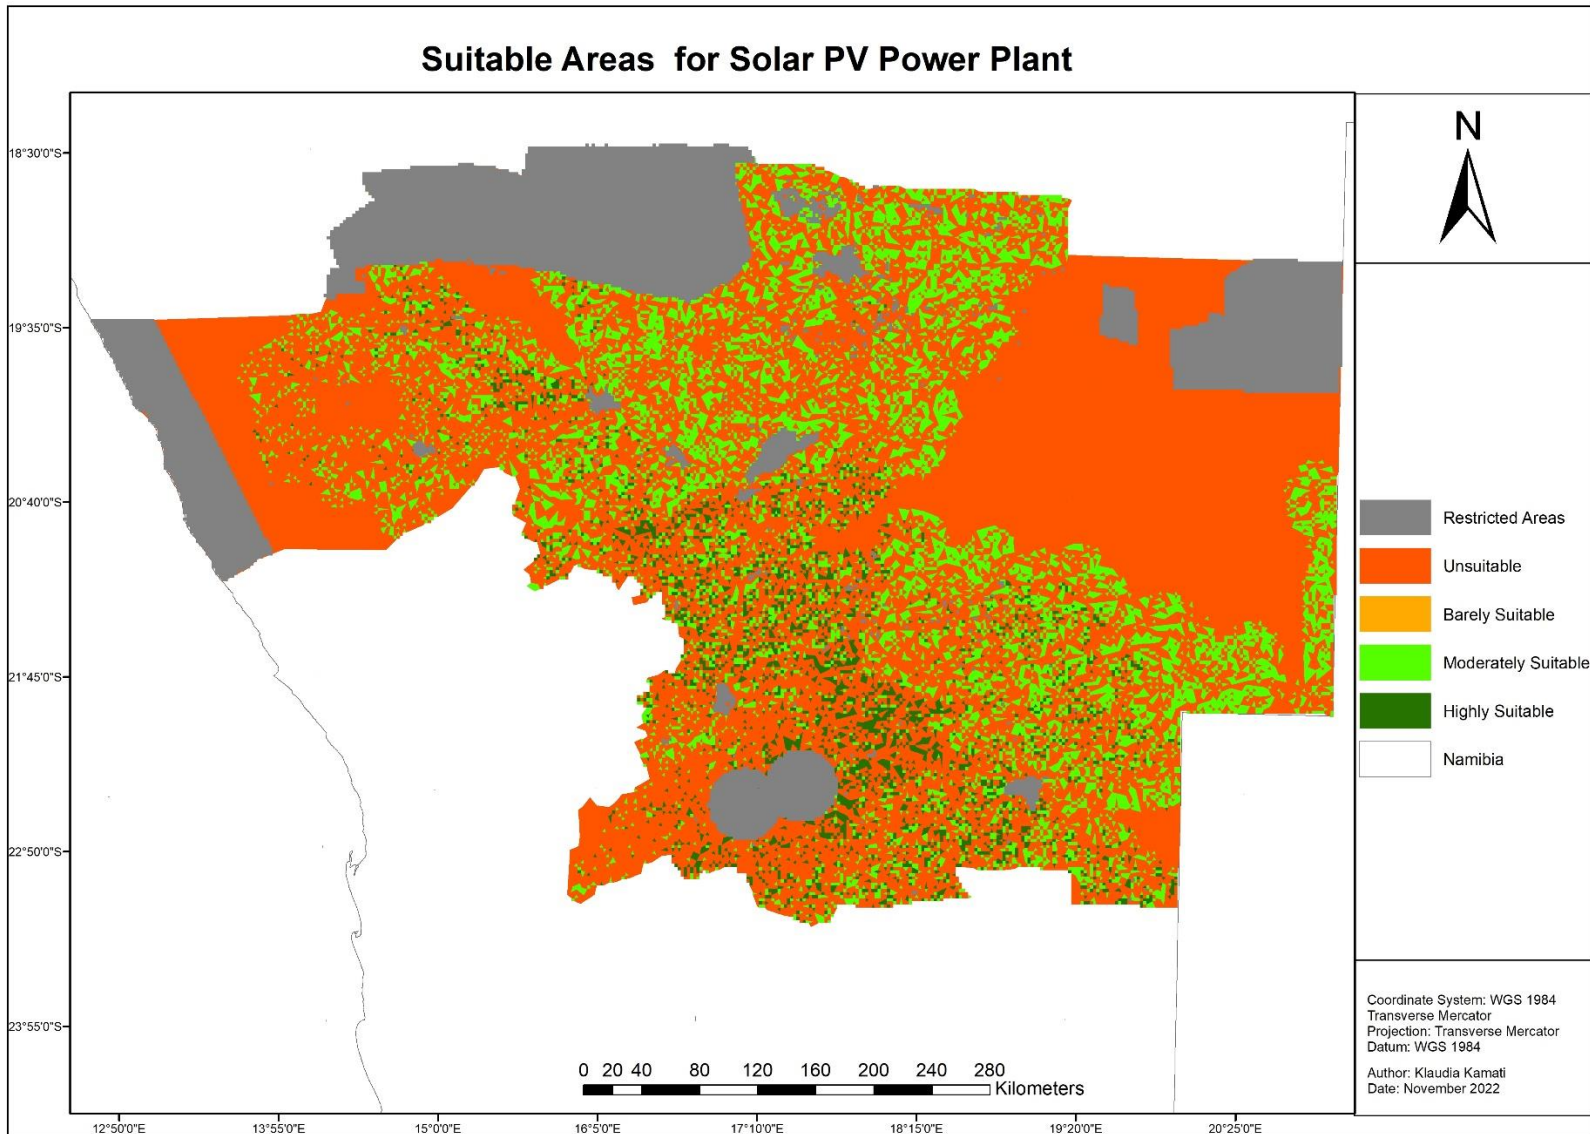 Suitable Areas for Solar PV Power Plant
N
18°30'0"S
19°35'0"S
20°40'0"S
21°45'0"S
22°50'0"S
23°55'0"S
Restricted Areas
Unsuitable
Barely Suitable
Moderately Suitable
Highly Suitable
Namibia
0 20 40 80 120 160 200 240 280
Kilometers
Coordinate System: WGS 1984
Transverse Mercator
Projection: Transverse Mercator
Datum: WGS 1984
Author: Klaudia Kamati
Date: November 2022
12°50'0"E 13°55'0"E 15°0'0"E 16°5'0"E 17°10'0"E 18°15'0"E 19°20'0"E 20°25'0"E